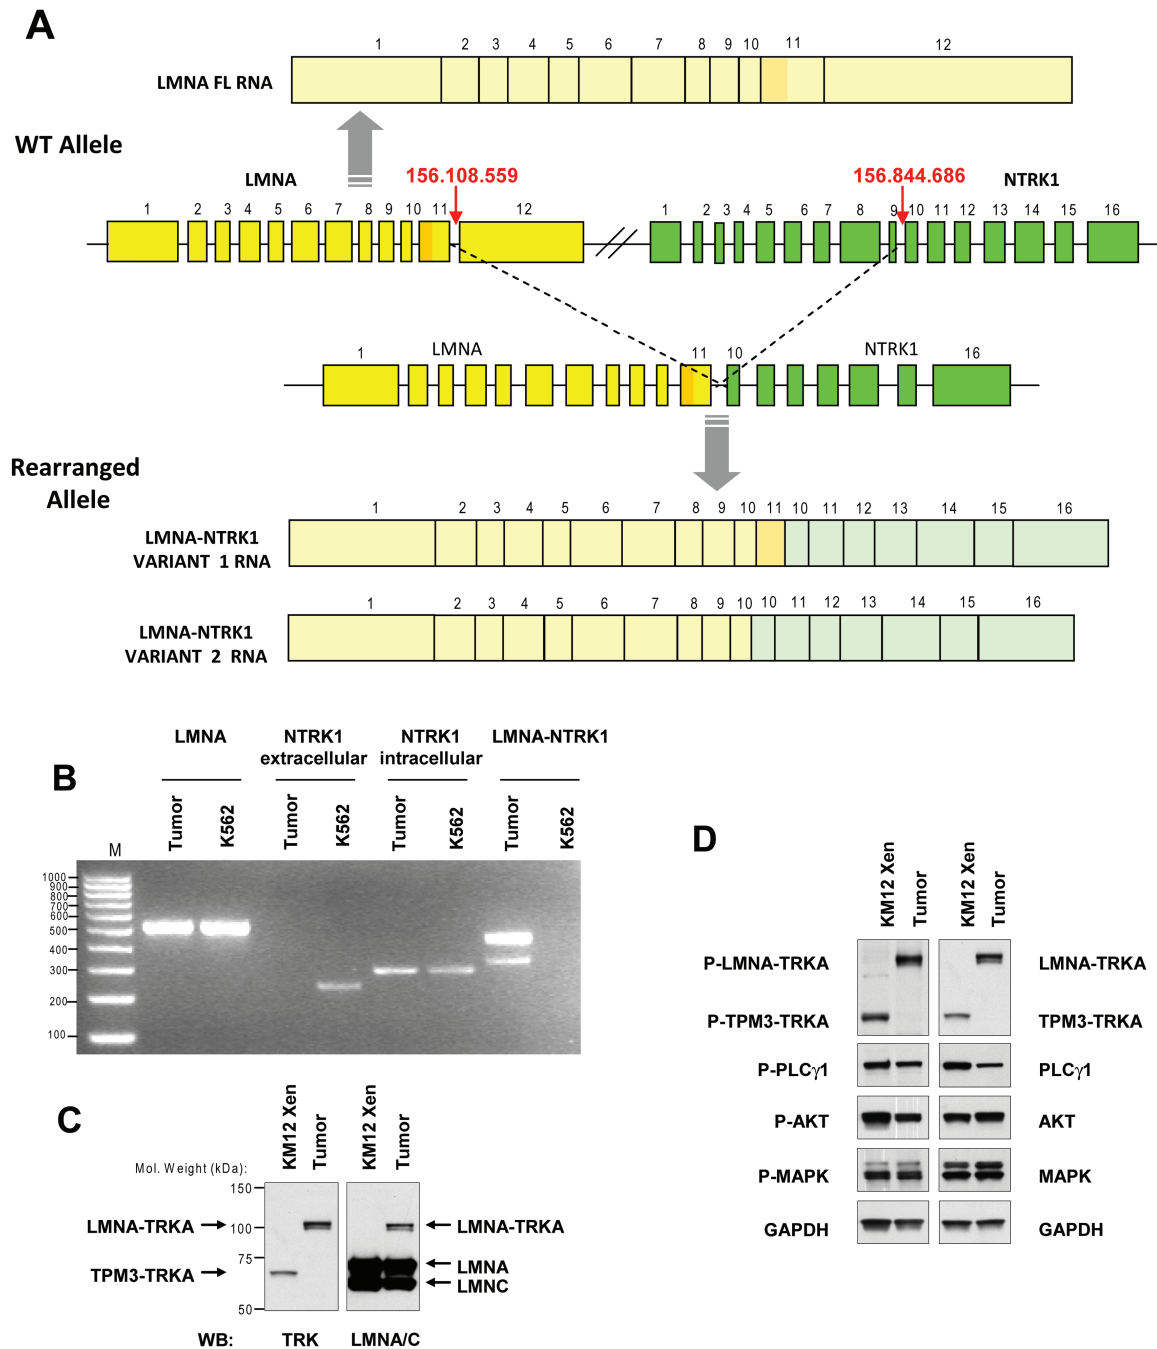 A
1 2 3 4 5 6 7 8 9 10 11 12
LMNA FL RNA
WT Allele
LMNA 156.108.559 156.844.686 NTRK1
1 2 3 4 5 6 7 8 9 10 11 12 1 2 3 4 5 6 7 8 9 10 11 12 13 14 15 16
1 LMNA 11 10 NTRK1 16
Rearranged
Allele
1 2 3 4 5 6 7 8 9 10 11 10 11 12 13 14 15 16
LMNA-NTRK1
VARIANT 1 RNA
1 2 3 4 5 6 7 8 9 10 10 11 12 13 14 15 16
LMNA-NTRK1
VARIANT 2 RNA
B
LMNA NTRK1 NTRK1 LMNA-NTRK1
extracellular intracellular
Tumor K562 Tumor K562 Tumor K562 Tumor K562
M
1000
900
800
700
600
500
400
300
200
100
C
KM12 Xen Tumor KM12 Xen Tumor
Mol. Weight (kDa):
150
LMNA-TRKA 100 LMNA-TRKA
75 LMNA
TPM3-TRKA LMNC
50
WB: TRK LMNA/C
D
KM12 Xen Tumor KM12 Xen Tumor
P-LMNA-TRKA LMNA-TRKA
P-TPM3-TRKA TPM3-TRKA
P-PLCγ1 PLCγ1
P-AKT AKT
P-MAPK MAPK
GAPDH GAPDH